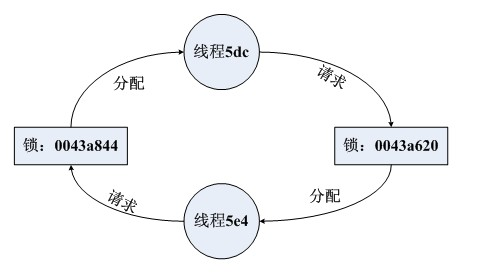 线程5dc
分配
请求
锁：0043a844
锁：0043a620
请求
分配
线程5e4